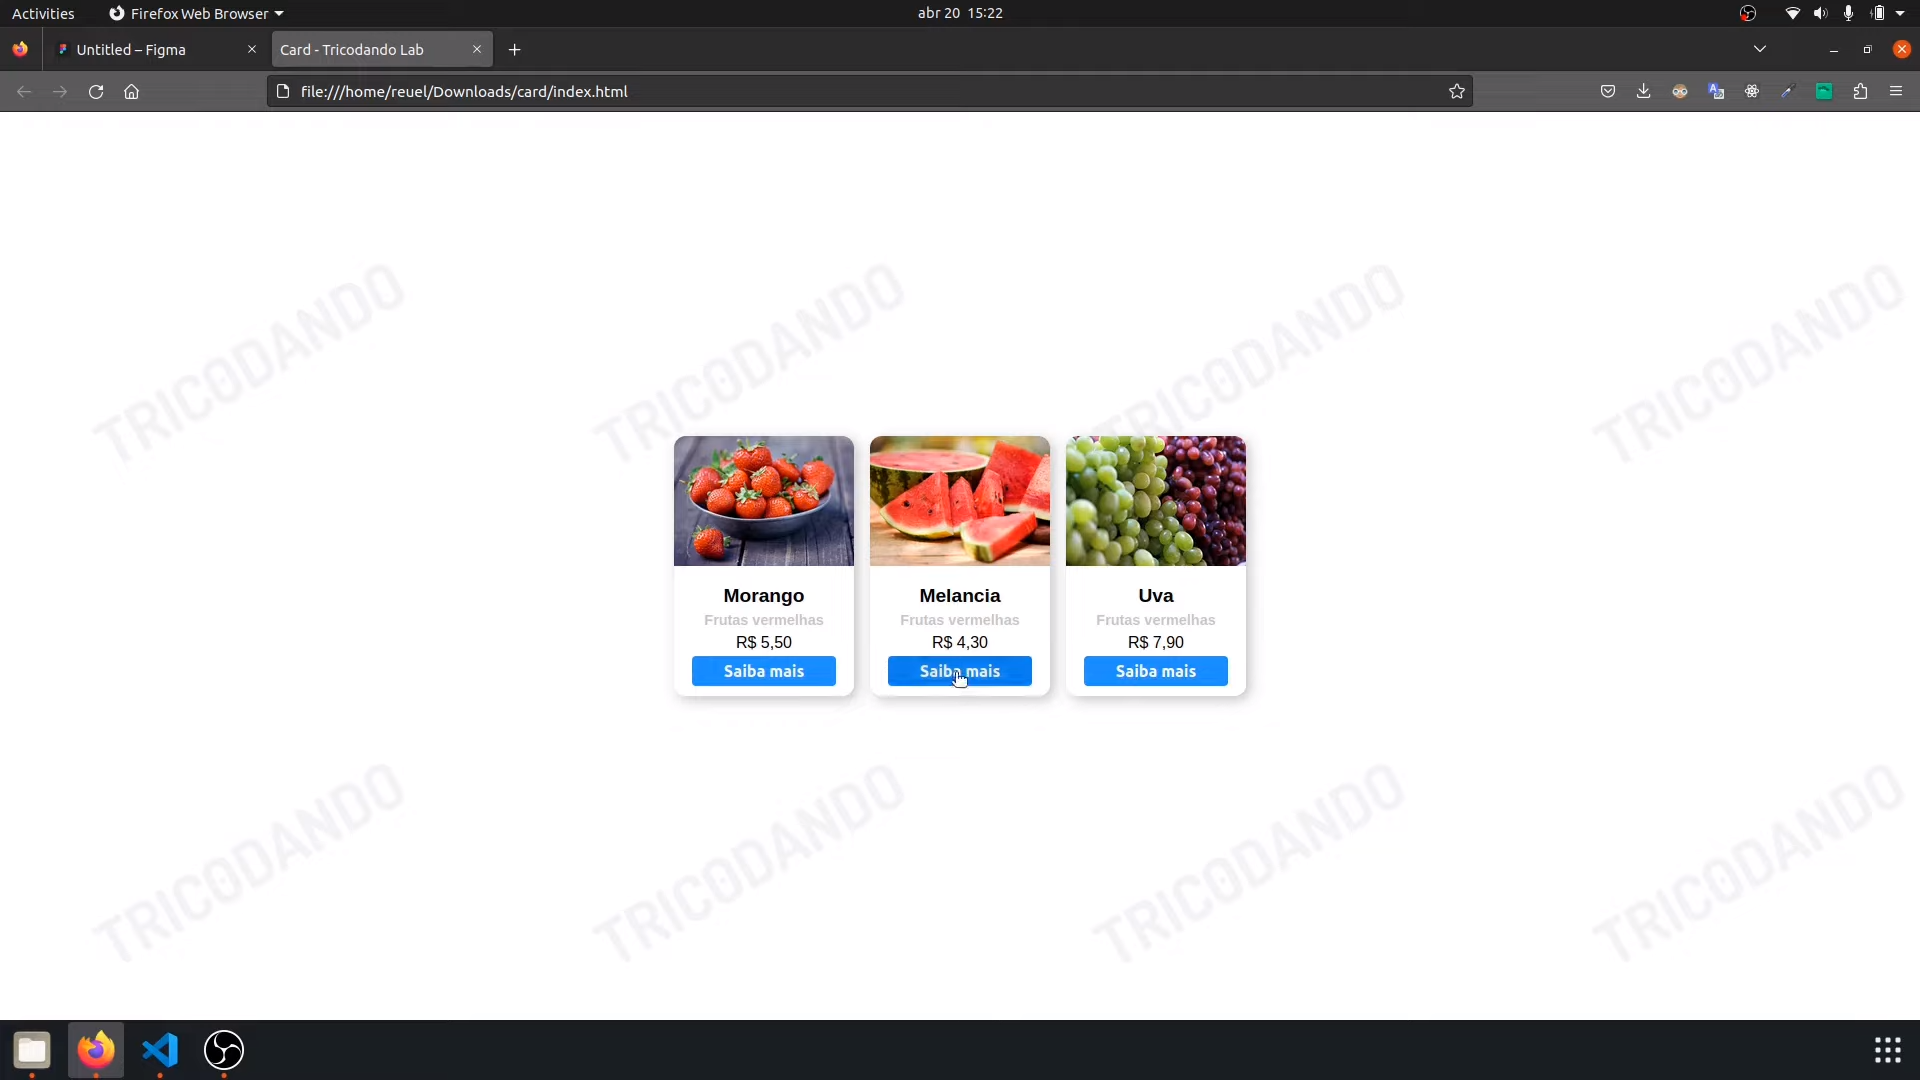 Activities
Firefox Web Browser
abr 20 15:22
Untitled – Figma
Card - Tricodando Lab
file:///home/reuel/Downloads/card/index.html
TRICODANDO TRICODANDO TRICODANDO TRICODANDO
Morango
Frutas vermelhas
R$ 5,50
Saiba mais
Melancia
Frutas vermelhas
R$ 4,30
Saiba mais
Uva
Frutas vermelhas
R$ 7,90
Saiba mais
TRICODANDO TRICODANDO TRICODANDO TRICODANDO